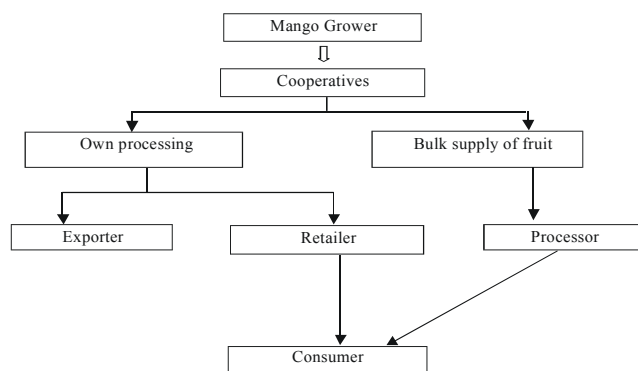 Mango Grower
Cooperatives
Own processing
Bulk supply of fruit
Exporter
Retailer
Processor
Consumer